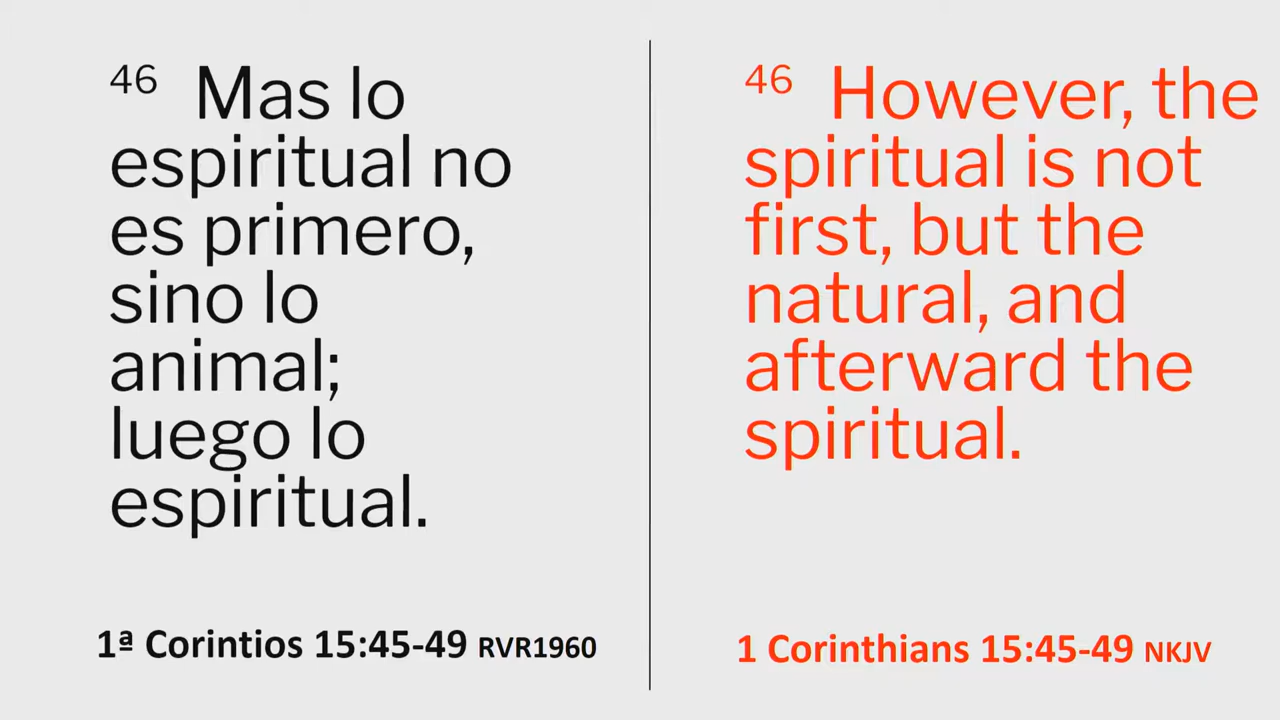 46 Mas lo
espiritual no
es primero,
sino lo
animal;
luego lo
espiritual.
1ª Corintios 15:45-49 RVR1960
46 However, the
spiritual is not
first, but the
natural, and
afterward the
spiritual.
1 Corinthians 15:45-49 NKJV